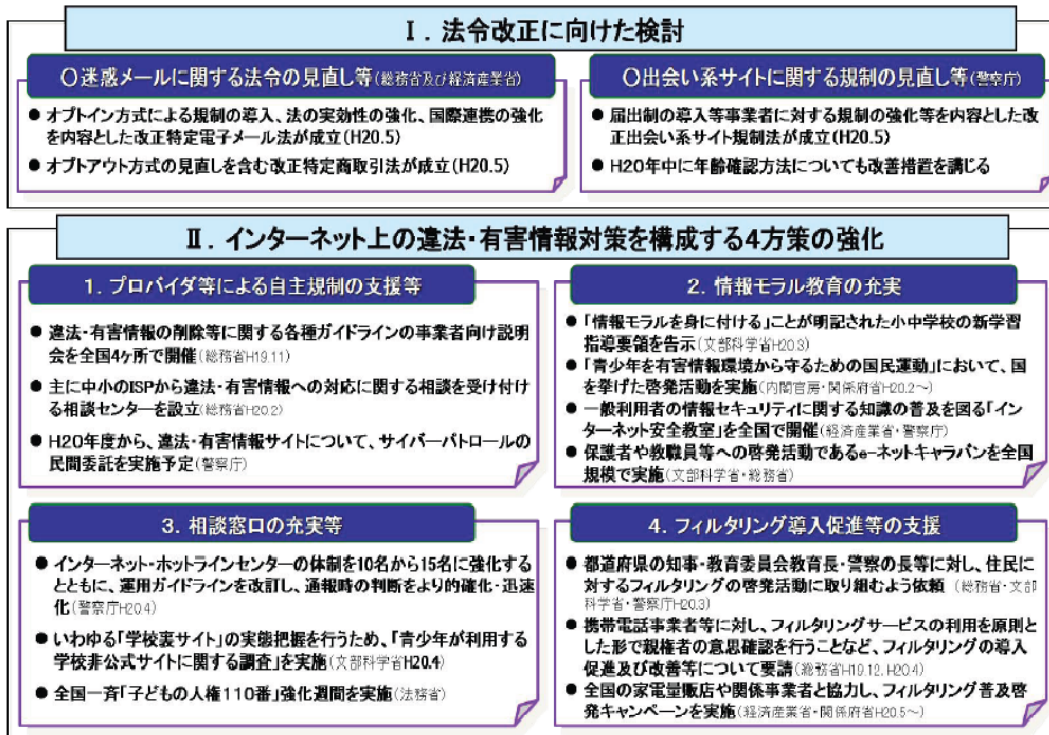 Ⅰ．法令改正に向けた検討
○迷惑メールに関する法令の見直し等(総務省及び経済産業省)
● オプトイン方式による規制の導入、法の実効性の強化、国際連携の強化
を内容とした改正特定電子メール法が成立(H20.5)
● オプトアウト方式の見直しを含む改正特定商取引法が成立(H20.5)
○出会い系サイトに関する規制の見直し等(警察庁)
● 届出制の導入等事業者に対する規制の強化等を内容とした改
正出会い系サイト規制法が成立(H20.5)
● H20年中に年齢確認方法についても改善措置を講じる
Ⅱ．インターネット上の違法・有害情報対策を構成する4方策の強化
1．プロバイダ等による自主規制の支援等
● 違法・有害情報の削除等に関する各種ガイドラインの事業者向け説明
会を全国4ヶ所で開催(総務省H19.11)
● 主に中小のISPから違法・有害情報への対応に関する相談を受け付け
る相談センターを設立(総務省H20.2)
● H20年度から、違法・有害情報サイトについて、サイバーパトロールの
民間委託を実施予定(警察庁)
2．情報モラル教育の充実
● 「情報モラルを身に付ける」ことが明記された小中学校の新学習
指導要領を告示(文部科学省H20.3)
● 「青少年を有害情報環境から守るための国民運動」において、国
を挙げた啓発活動を実施(内閣官房・関係府省H20.2～)
● 一般利用者の情報セキュリティに関する知識の普及を図る「イン
ターネット安全教室」を全国で開催(経済産業省・警察庁)
● 保護者や教職員等への啓発活動であるe-ネットキャラバンを全国
規模で実施(文部科学省・総務省)
3．相談窓口の充実等
● インターネット・ホットラインセンターの体制を10名から15名に強化する
とともに、運用ガイドラインを改訂し、通報時の判断をより的確化・迅速
化(警察庁H20.4)
● いわゆる「学校裏サイト」の実態把握を行うため、「青少年が利用する
学校非公式サイトに関する調査」を実施(文部科学省H20.4)
● 全国一斉「子どもの人権110番」強化週間を実施(法務省)
4．フィルタリング導入促進等の支援
● 都道府県の知事・教育委員会教育長・警察の長等に対し、住民に
対するフィルタリングの啓発活動に取り組むよう依頼(総務省・文部
科学省・警察庁H20.3)
● 携帯電話事業者等に対し、フィルタリングサービスの利用を原則と
した形で親権者の意思確認を行うことなど、フィルタリングの導入
促進及び改善等について要請(総務省H19.12、H20.4)
● 全国の家電量販店や関係事業者と協力し、フィルタリング普及啓
発キャンペーンを実施(経済産業省・関係府省H20.5～)